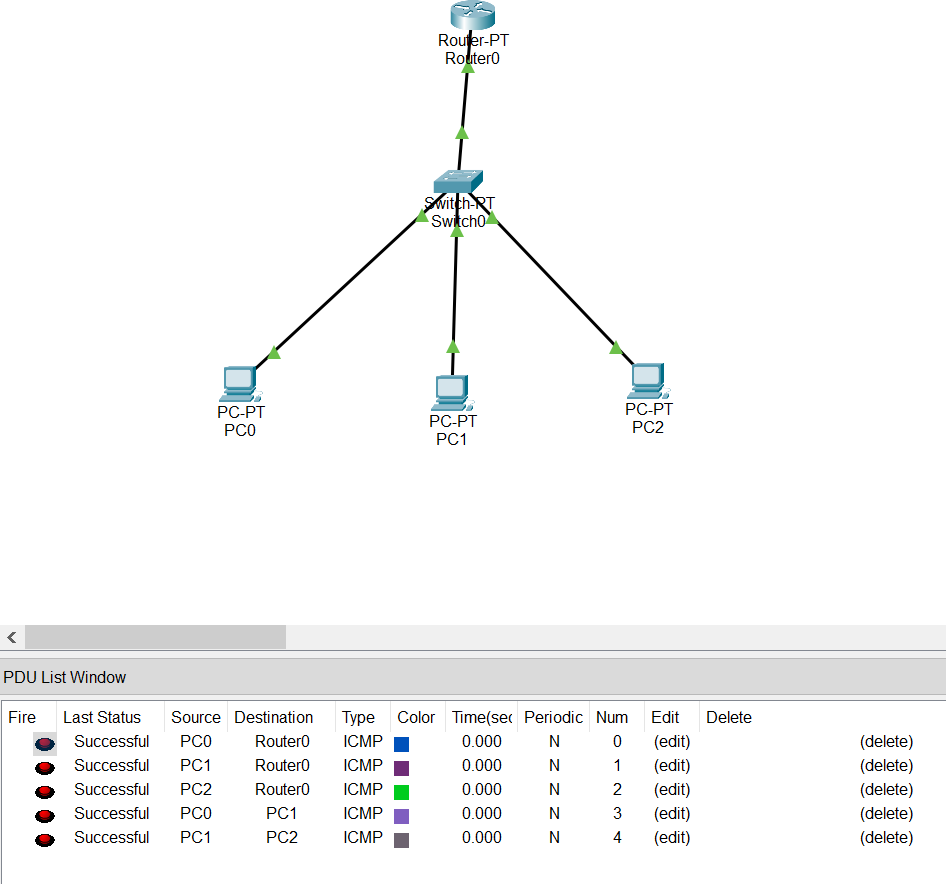 Router-PT
Router0
Switch-PT
Switch0
PC-PT
PC0
PC-PT
PC1
PC-PT
PC2
PDU List Window
Fire Last Status Source Destination Type Color Time(sec Periodic Num Edit Delete
Successful PC0 Router0 ICMP 0.000 N 0 (edit) (delete)
Successful PC1 Router0 ICMP 0.000 N 1 (edit) (delete)
Successful PC2 Router0 ICMP 0.000 N 2 (edit) (delete)
Successful PC0 PC1 ICMP 0.000 N 3 (edit) (delete)
Successful PC1 PC2 ICMP 0.000 N 4 (edit) (delete)